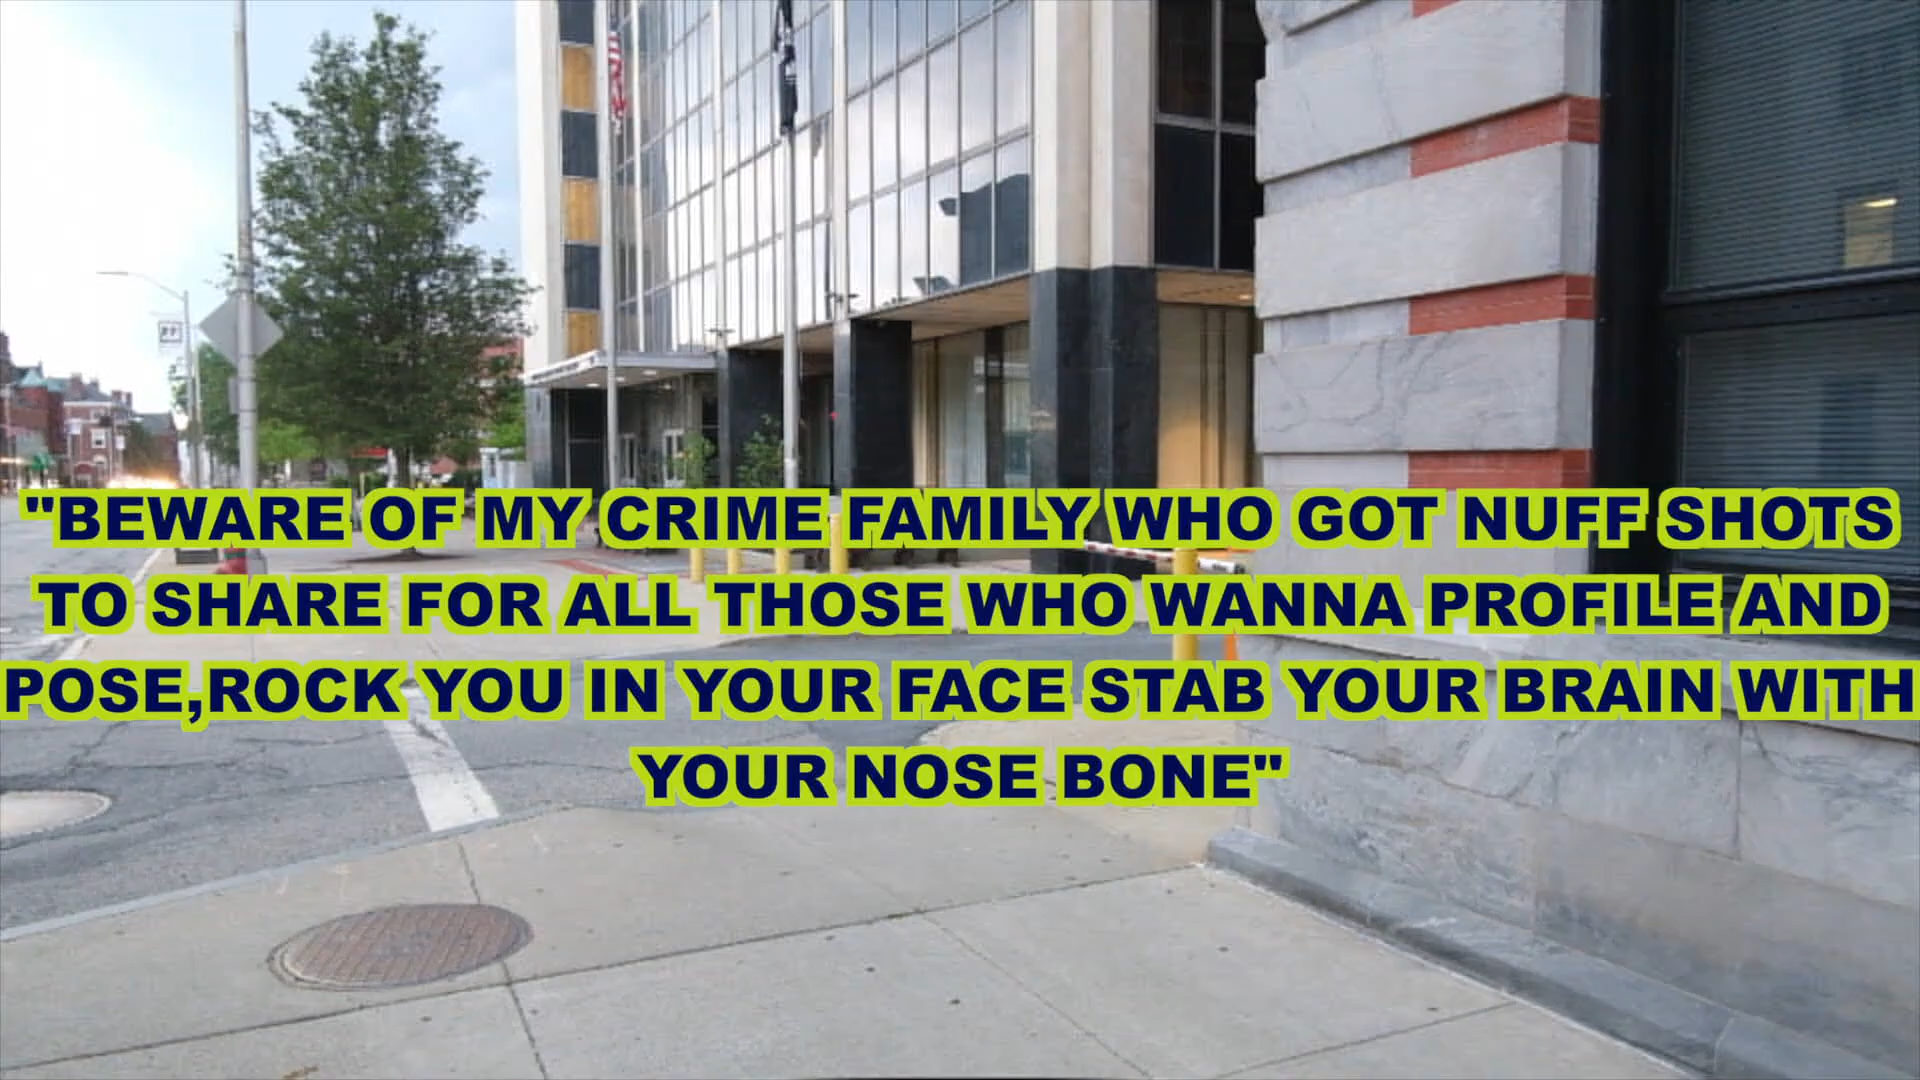 "BEWARE OF MY CRIME FAMILY WHO GOT NUFF SHOTS
TO SHARE FOR ALL THOSE WHO WANNA PROFILE AND
POSE,ROCK YOU IN YOUR FACE STAB YOUR BRAIN WITH
YOUR NOSE BONE"